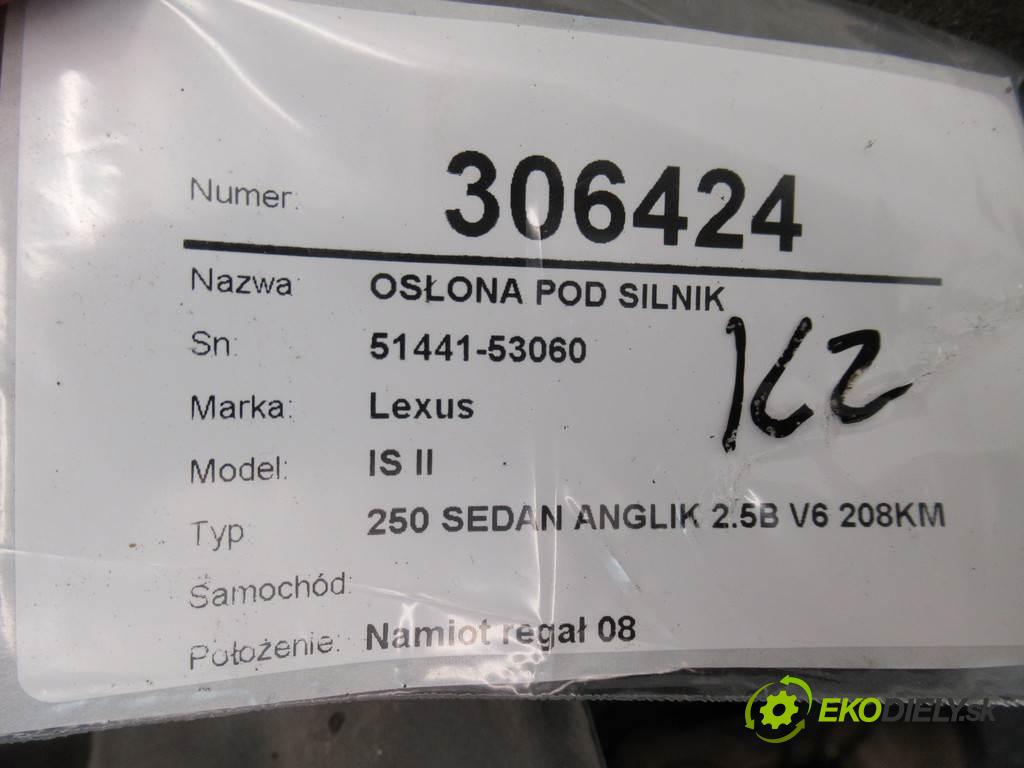 Numer: 306424
Nazwa OSŁONA POD SILNIK
Sn: 51441-53060
Marka: Lexus
Model: IS II
Typ 250 SEDAN ANGLIK 2.5B V6 208KM
Samochód:
Położenie: Namiot regał 08
K2
EKODIELY.SK